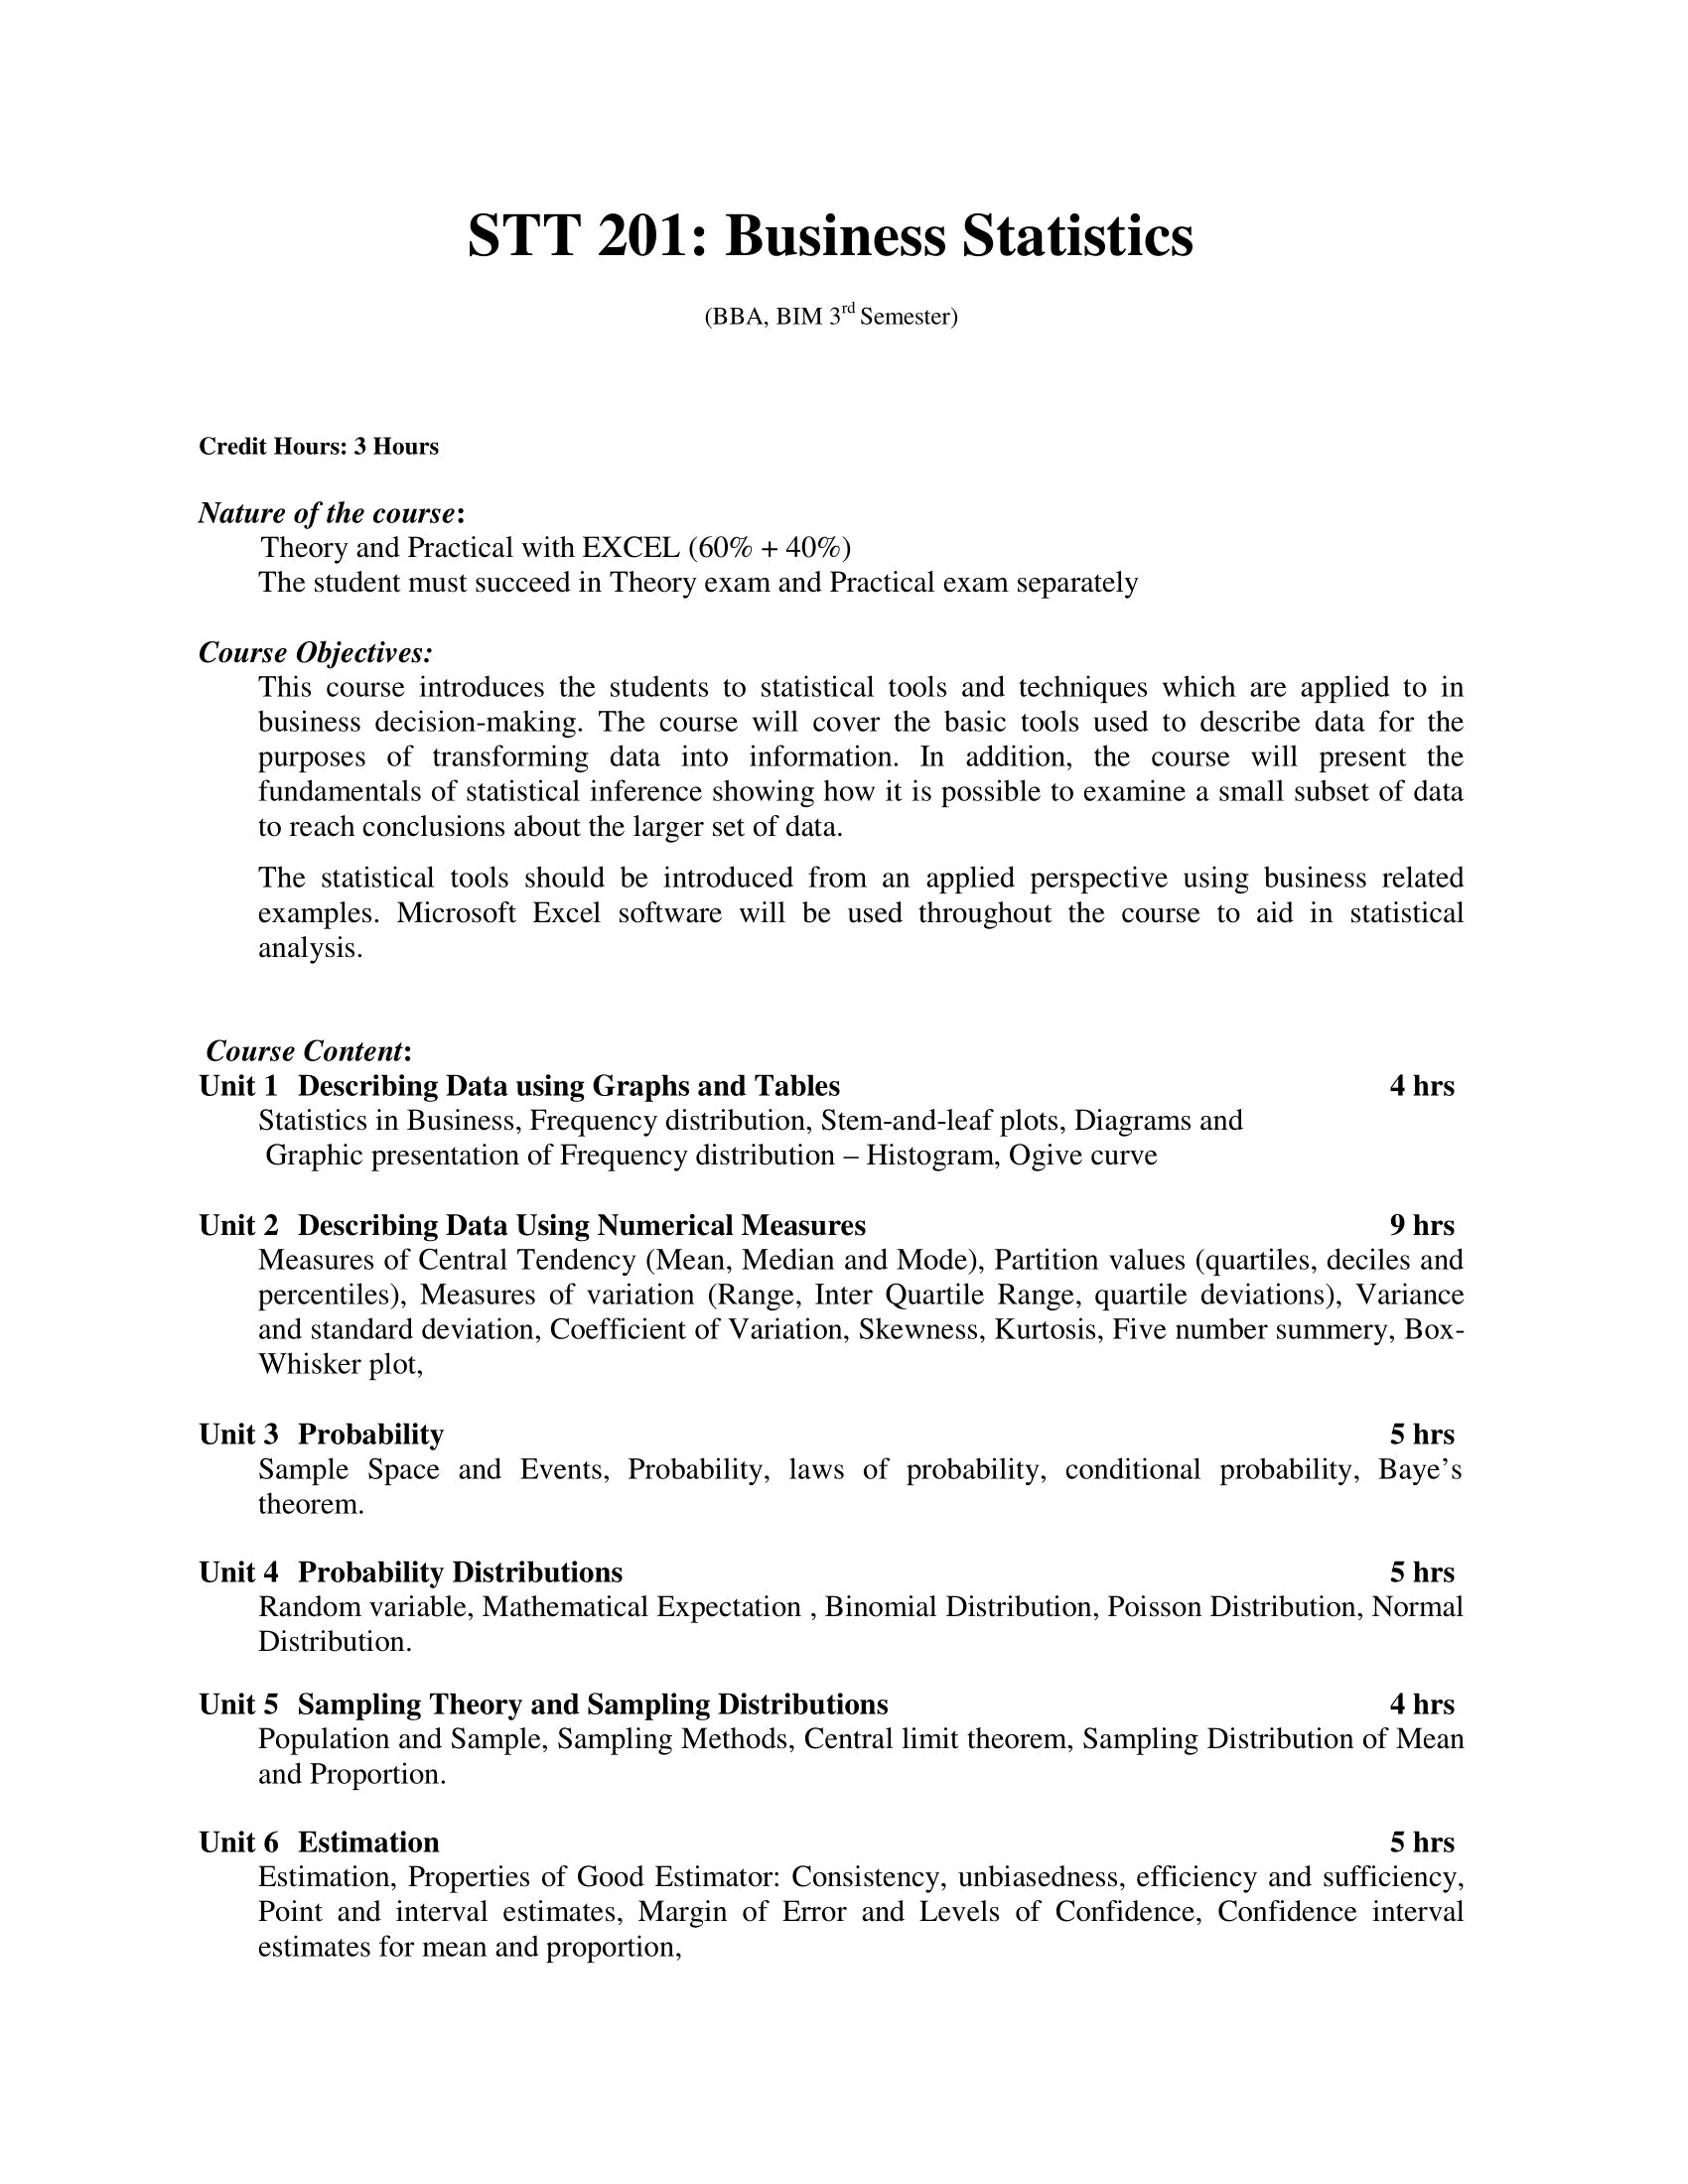 STT 201: Business Statistics
(BBA, BIM 3rd Semester)
Credit Hours: 3 Hours
Nature of the course:
Theory and Practical with EXCEL (60% + 40%)
The student must succeed in Theory exam and Practical exam separately
Course Objectives:
This course introduces the students to statistical tools and techniques which are applied to in
business decision-making. The course will cover the basic tools used to describe data for the
purposes of transforming data into information. In addition, the course will present the
fundamentals of statistical inference showing how it is possible to examine a small subset of data
to reach conclusions about the larger set of data.
The statistical tools should be introduced from an applied perspective using business related
examples. Microsoft Excel software will be used throughout the course to aid in statistical
analysis.
Course Content:
Unit 1 Describing Data using Graphs and Tables 4 hrs
Statistics in Business, Frequency distribution, Stem-and-leaf plots, Diagrams and
Graphic presentation of Frequency distribution – Histogram, Ogive curve
Unit 2 Describing Data Using Numerical Measures 9 hrs
Measures of Central Tendency (Mean, Median and Mode), Partition values (quartiles, deciles and
percentiles), Measures of variation (Range, Inter Quartile Range, quartile deviations), Variance
and standard deviation, Coefficient of Variation, Skewness, Kurtosis, Five number summery, Box-
Whisker plot,
Unit 3 Probability 5 hrs
Sample Space and Events, Probability, laws of probability, conditional probability, Baye’s
theorem.
Unit 4 Probability Distributions 5 hrs
Random variable, Mathematical Expectation , Binomial Distribution, Poisson Distribution, Normal
Distribution.
Unit 5 Sampling Theory and Sampling Distributions 4 hrs
Population and Sample, Sampling Methods, Central limit theorem, Sampling Distribution of Mean
and Proportion.
Unit 6 Estimation 5 hrs
Estimation, Properties of Good Estimator: Consistency, unbiasedness, efficiency and sufficiency,
Point and interval estimates, Margin of Error and Levels of Confidence, Confidence interval
estimates for mean and proportion,